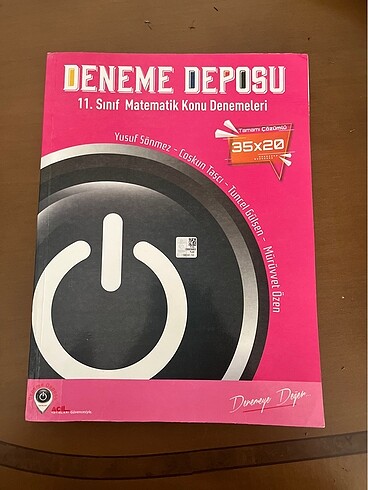 DENEME DEPOSU
11. Sınıf Matematik Konu Denemeleri
Tamamı Çözümlü
35x20
Yusuf Sönmez - Coşkun Taşcı - Tuncel Gülşen - Mürüvvet Özen
Denemeye Değer...